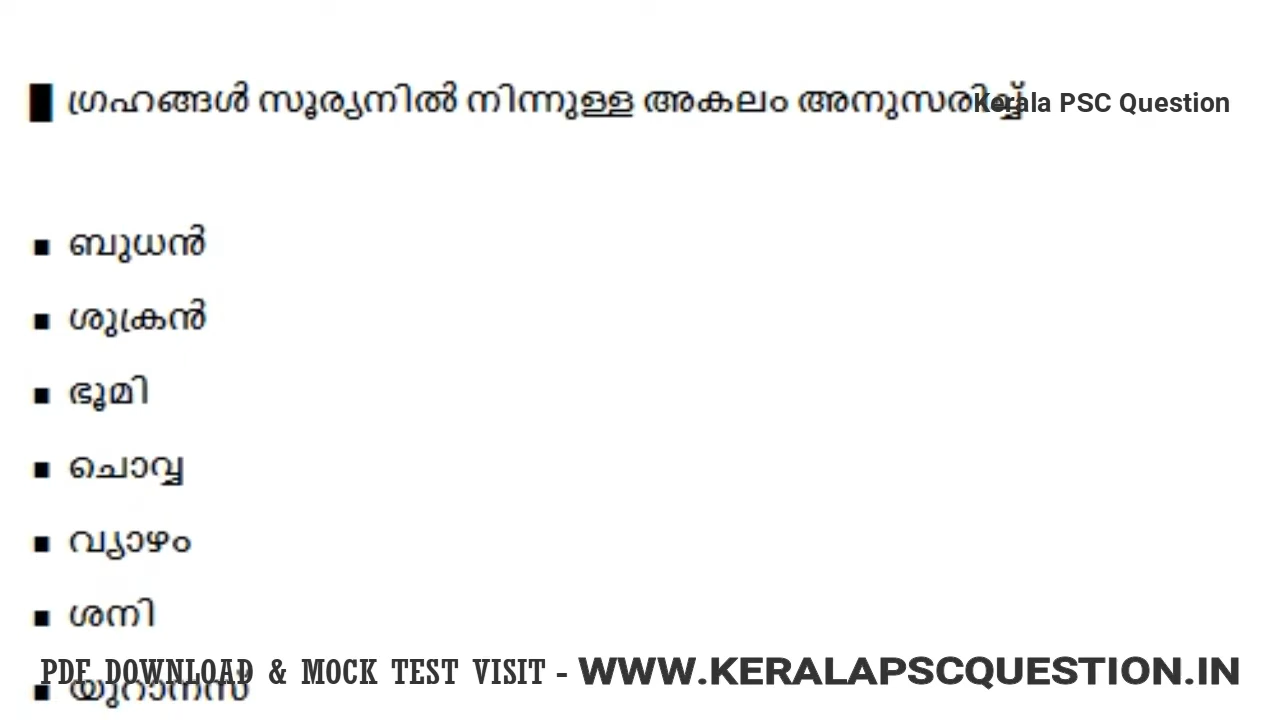 █ ഗ്രഹങ്ങൾ സൂര്യനിൽ നിന്നുള്ള അകലം അനുസരിച്ച്
Kerala PSC Question
▪ ബുധൻ
▪ ശുക്രൻ
▪ ഭൂമി
▪ ചൊവ്വ
▪ വ്യാഴം
▪ ശനി
PDF DOWNLOAD & MOCK TEST VISIT - WWW.KERALAPSCQUESTION.IN
▪ യുറാനസ്